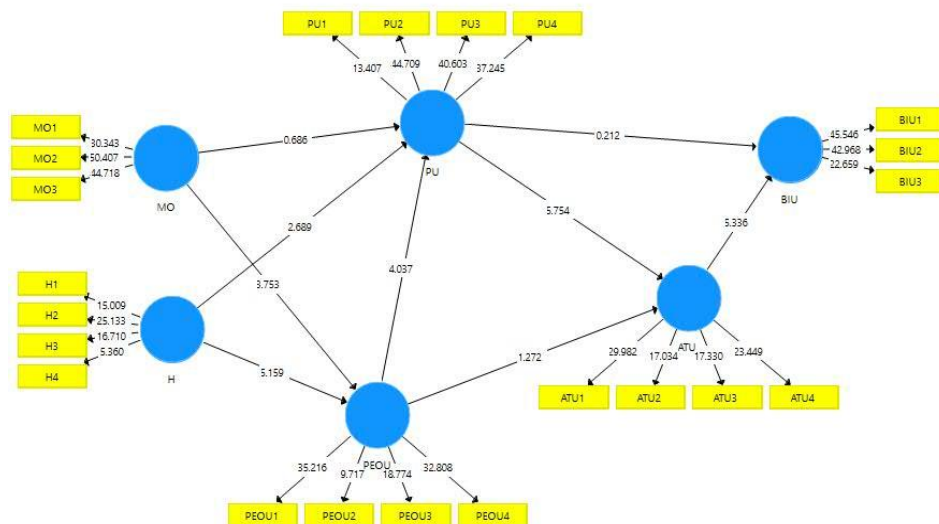 PU1
PU2
PU3
PU4
13.407
44.709
40.603
37.245
MO1
MO2
MO3
30.343
50.407
44.718
MO
0.686
PU
0.212
BIU1
BIU2
BIU3
45.546
42.968
22.659
BIU
2.689
5.754
5.336
3.753
4.037
H1
H2
H3
H4
15.009
25.133
16.710
5.360
H
5.159
1.272
ATU
29.982
17.034
17.330
23.449
ATU1
ATU2
ATU3
ATU4
PEOU
35.216
9.717
18.774
32.808
PEOU1
PEOU2
PEOU3
PEOU4